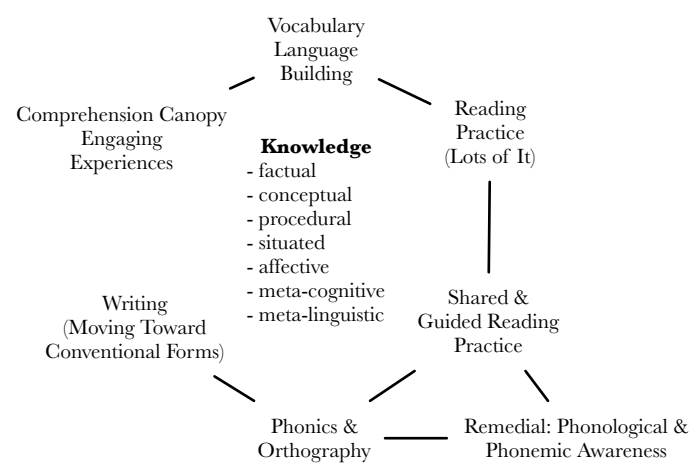 Vocabulary
Language
Building
Comprehension Canopy
Engaging
Experiences
Reading
Practice
(Lots of It)
Knowledge
- factual
- conceptual
- procedural
- situated
- affective
- meta-cognitive
- meta-linguistic
Writing
(Moving Toward
Conventional Forms)
Shared &
Guided Reading
Practice
Phonics &
Orthography
Remedial: Phonological &
Phonemic Awareness